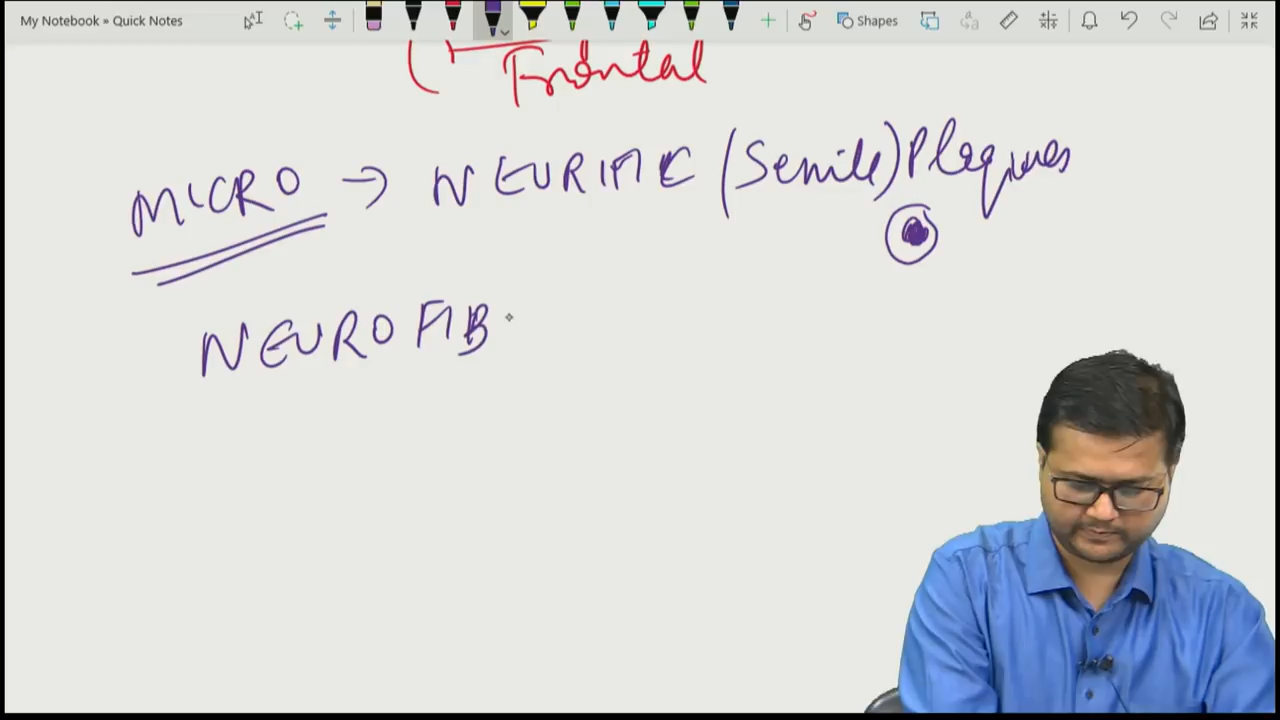 My Notebook » Quick Notes
Shapes
Frontal
MICRO → NEURITIC (Senile) Plaques
NEUROFIB